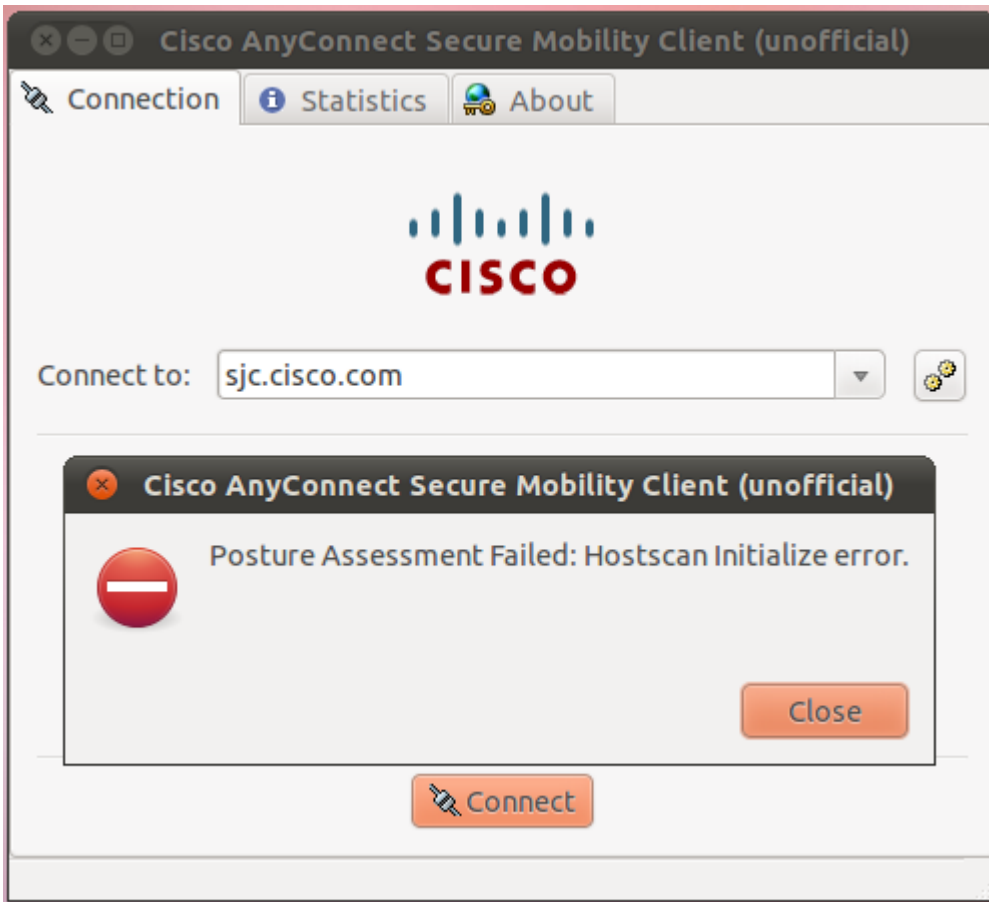 Cisco AnyConnect Secure Mobility Client (unofficial)
Connection Statistics About
CISCO
Connect to: sjc.cisco.com
Cisco AnyConnect Secure Mobility Client (unofficial)
Posture Assessment Failed: Hostscan Initialize error.
Close
Connect